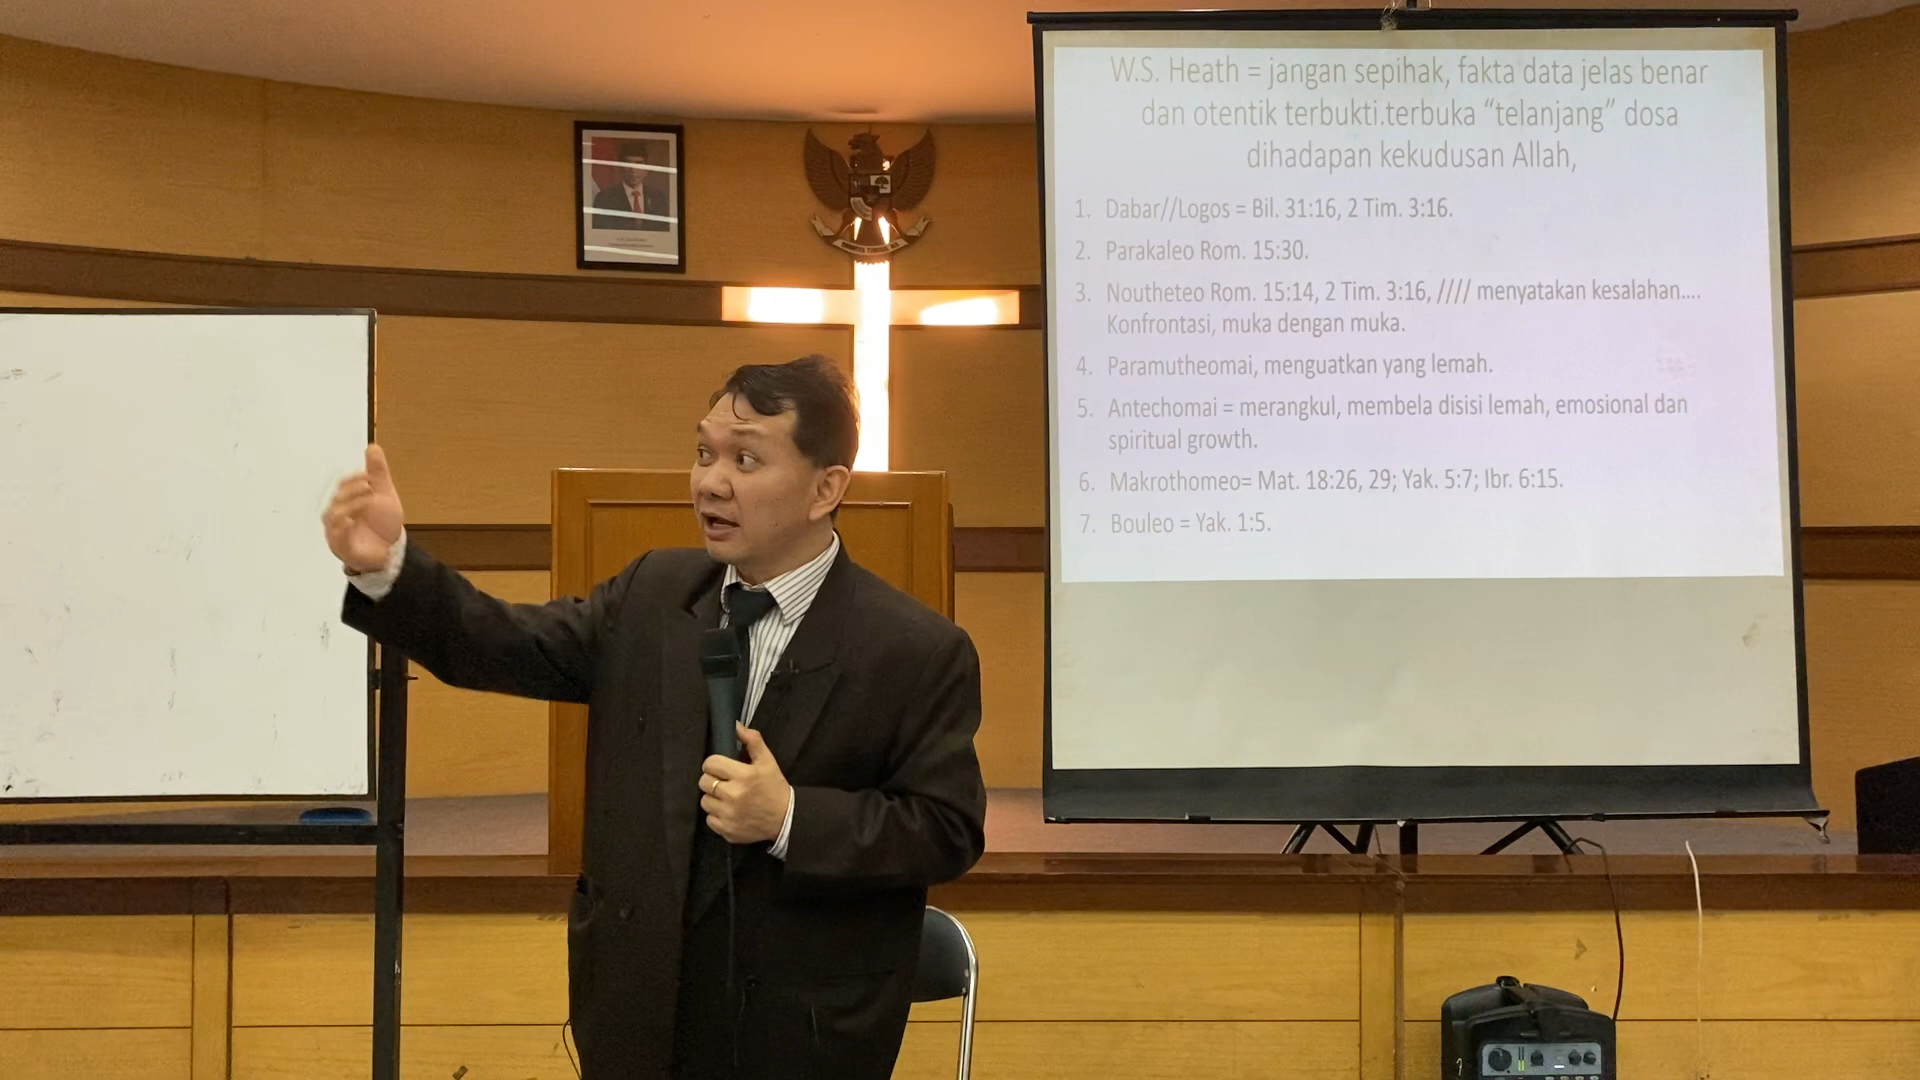 W.S. Heath = jangan sepihak, fakta data jelas benar
dan otentik terbukti.terbuka “telanjang” dosa
dihadapan kekudusan Allah,
1. Dabar//Logos = Bil. 31:16, 2 Tim. 3:16.
2. Parakaleo Rom. 15:30.
3. Noutheteo Rom. 15:14, 2 Tim. 3:16, //// menyatakan kesalahan....
Konfrontasi, muka dengan muka.
4. Paramutheomai, menguatkan yang lemah.
5. Antechomai = merangkul, membela disisi lemah, emosional dan
spiritual growth.
6. Makrothomeo= Mat. 18:26, 29; Yak. 5:7; Ibr. 6:15.
7. Bouleo = Yak. 1:5.